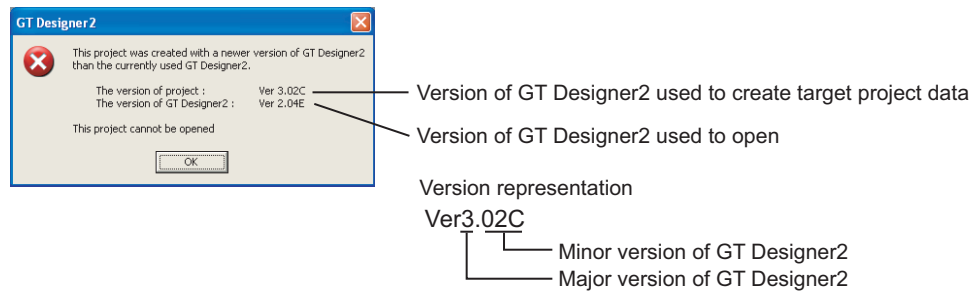 GT Designer2
This project was created with a newer version of GT Designer2
than the currently used GT Designer2.
The version of project : Ver 3.02C
The version of GT Designer2 : Ver 2.04E
This project cannot be opened
OK
Version of GT Designer2 used to create target project data
Version of GT Designer2 used to open
Version representation
Ver3.02C
Minor version of GT Designer2
Major version of GT Designer2